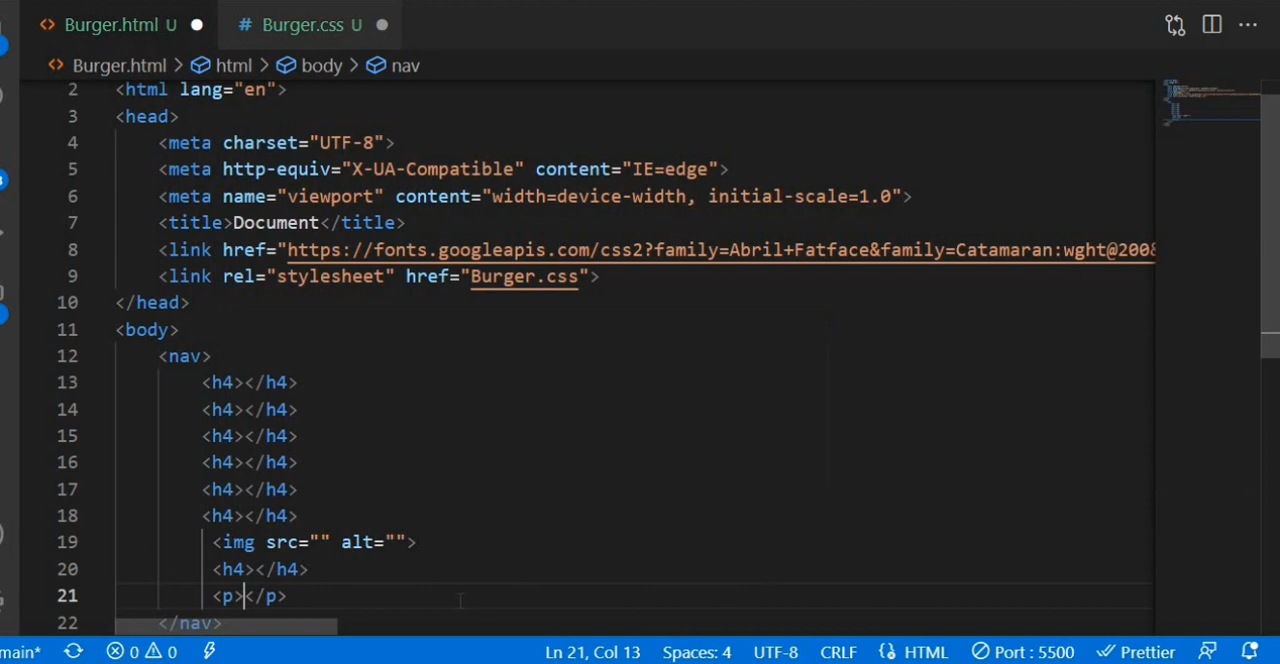 Burger.html U Burger.css U
Burger.html > html > body > nav
2 <html lang="en">
3 <head>
4 <meta charset="UTF-8">
5 <meta http-equiv="X-UA-Compatible" content="IE=edge">
6 <meta name="viewport" content="width=device-width, initial-scale=1.0">
7 <title>Document</title>
8 <link href="https://fonts.googleapis.com/css2?family=Abril+Fatface&family=Catamaran:wght@200&
9 <link rel="stylesheet" href="Burger.css">
10 </head>
11 <body>
12 <nav>
13 <h4></h4>
14 <h4></h4>
15 <h4></h4>
16 <h4></h4>
17 <h4></h4>
18 <h4></h4>
19 <img src="" alt="">
20 <h4></h4>
21 <p></p>
22 </nav>
main* 0 0 Ln 21, Col 13 Spaces: 4 UTF-8 CRLF HTML Port : 5500 Prettier